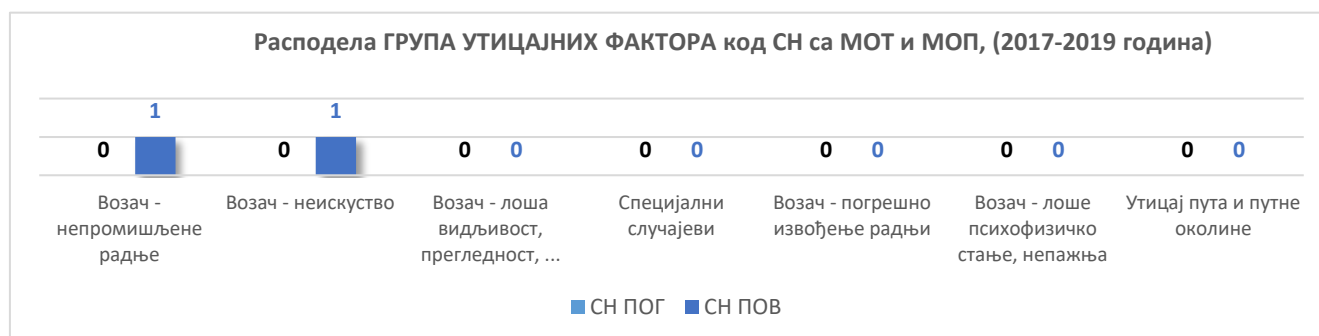 Расподела ГРУПА УТИЦАЈНИХ ФАКТОРА код СН са МОТ и МОП, (2017-2019 година)
0 1 0 1 0 0 0 0 0 0 0 0 0 0
Возач - непромишљене радње
Возач - неискуство
Возач - лоша видљивост, прегледност, ...
Специјални случајеви
Возач - погрешно извођење радњи
Возач - лоше психофизичко стање, непажња
Утицај пута и путне околине
СН ПОГ СН ПОВ